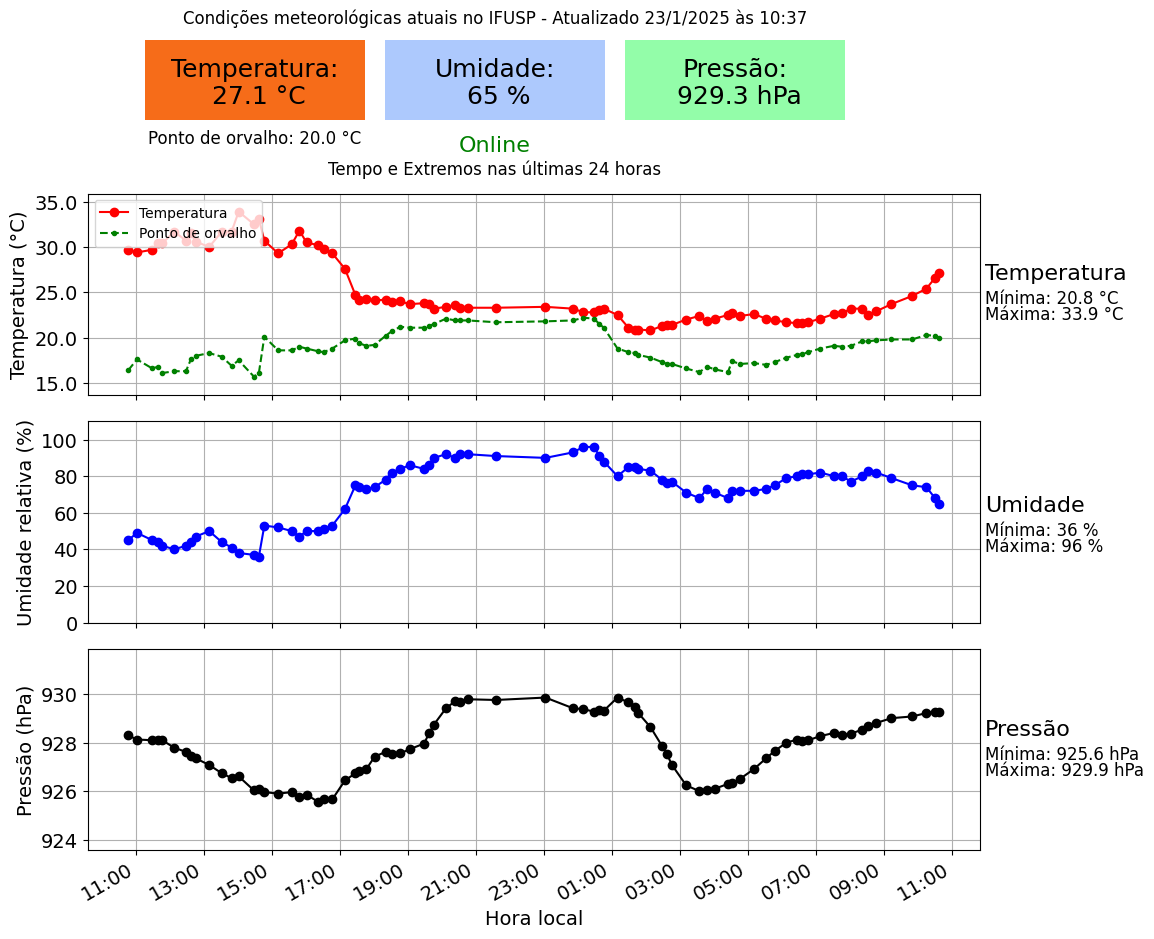 Condições meteorológicas atuais no IFUSP - Atualizado 23/1/2025 às 10:37
Temperatura:
27.1 °C
Umidade:
65 %
Pressão:
929.3 hPa
Ponto de orvalho: 20.0 °C
Online
Tempo e Extremos nas últimas 24 horas
Temperatura (°C)
35.0
30.0
25.0
20.0
15.0
Temperatura
Ponto de orvalho
Temperatura
Mínima: 20.8 °C
Máxima: 33.9 °C
Umidade relativa (%)
100
80
60
40
20
0
Umidade
Mínima: 36 %
Máxima: 96 %
Pressão (hPa)
930
928
926
924
Pressão
Mínima: 925.6 hPa
Máxima: 929.9 hPa
11:00 13:00 15:00 17:00 19:00 21:00 23:00 01:00 03:00 05:00 07:00 09:00 11:00
Hora local